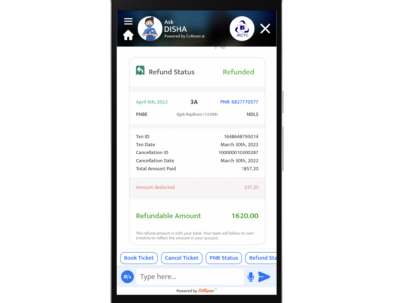 Ask
DISHA
Powered by CoRover.ai
Refund Status
Refunded
April 6th, 2022
3A
PNR-6827770577
PNBE
NDLS
Txn ID
1648648795014
Txn Date
March 30th, 2022
Cancellation ID
100000010300287
Cancellation Date
March 30th, 2022
Total Amount Paid
1857.20
Amount deducted
237.20
Refundable Amount
1620.00
The refund amount is with your bank. Your bank will follow its own
timeline to reflect the amount in your account.
Book Ticket
Cancel Ticket
PNR Status
Refund Sta
Type here...
Powered by CoRover